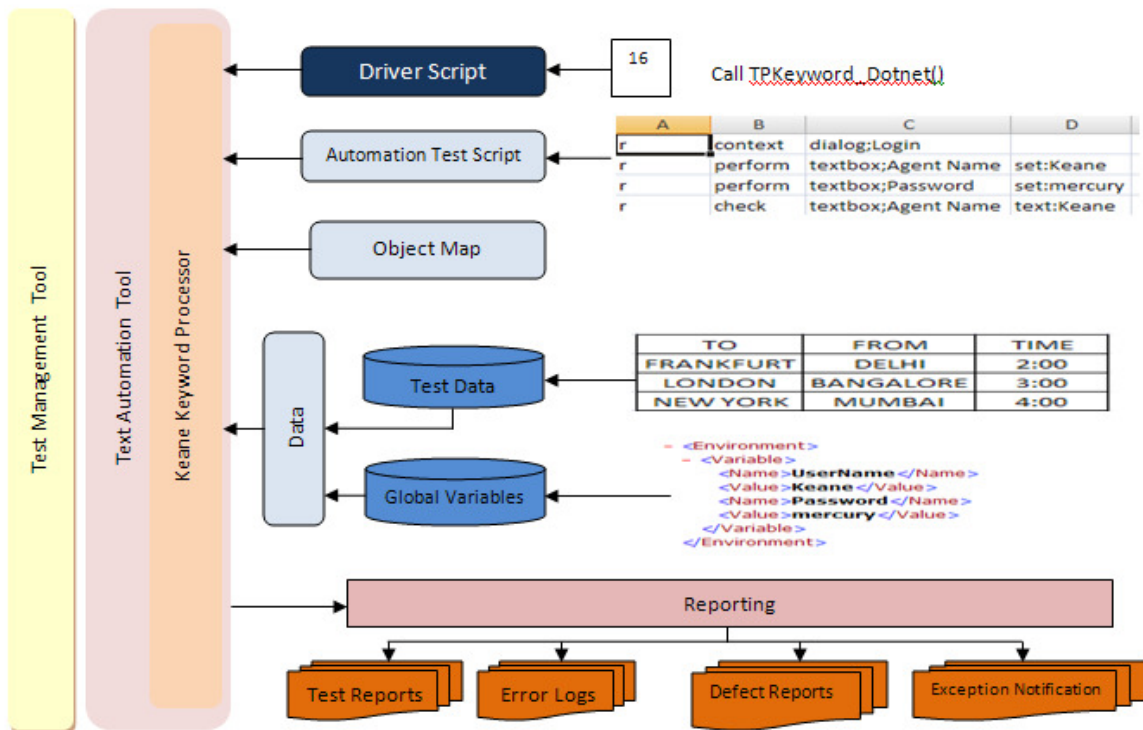 Test Management Tool
Text Automation Tool
Keane Keyword Processor
Driver Script
16
Call TPKeyword_Dotnet()
Automation Test Script
A B C D
r context dialog;Login
r perform textbox;Agent Name set:Keane
r perform textbox;Password set:mercury
r check textbox;Agent Name text:Keane
Object Map
Data
Test Data
TO FROM TIME
FRANKFURT DELHI 2:00
LONDON BANGALORE 3:00
NEW YORK MUMBAI 4:00
Global Variables
- <Environment>
- <Variable>
<Name>UserName</Name>
<Value>Keane</Value>
<Name>Password</Name>
<Value>mercury</Value>
</Variable>
</Environment>
Reporting
Test Reports
Error Logs
Defect Reports
Exception Notification